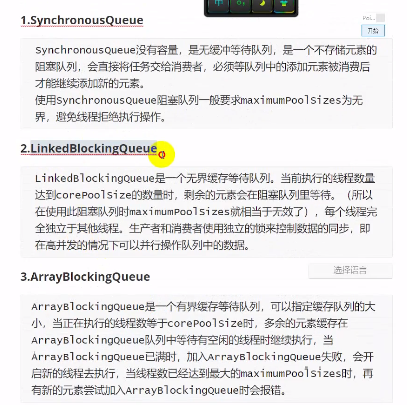 1.SynchronousQueue
开始
SynchronousQueue没有容量，是无缓冲等待队列，是一个不存储元素的
阻塞队列，会直接将任务交给消费者，必须等队列中的添加元素被消费后
才能继续添加新的元素。
使用SynchronousQueue阻塞队列一般要求maximumPoolSizes为无
界，避免线程拒绝执行操作。
2.LinkedBlockingQueue
LinkedBlockingQueue是一个无界缓存等待队列。当前执行的线程数量
达到corePoolSize的数量时，剩余的元素会在阻塞队列里等待。（所以
在使用此阻塞队列时maximumPoolSizes就相当于无效了），每个线程完
全独立于其他线程。生产者和消费者使用独立的锁来控制数据的同步，即
在高并发的情况下可以并行操作队列中的数据。
选择语言
3.ArrayBlockingQueue
ArrayBlockingQueue是一个有界缓存等待队列，可以指定缓存队列的大
小，当正在执行的线程数等于corePoolSize时，多余的元素缓存在
ArrayBlockingQueue队列中等待有空闲的线程时继续执行，当
ArrayBlockingQueue已满时，加入ArrayBlockingQueue失败，会开
启新的线程去执行，当线程数已经达到最大的maximumPoolSizes时，再
有新的元素尝试加入ArrayBlockingQueue时会报错。